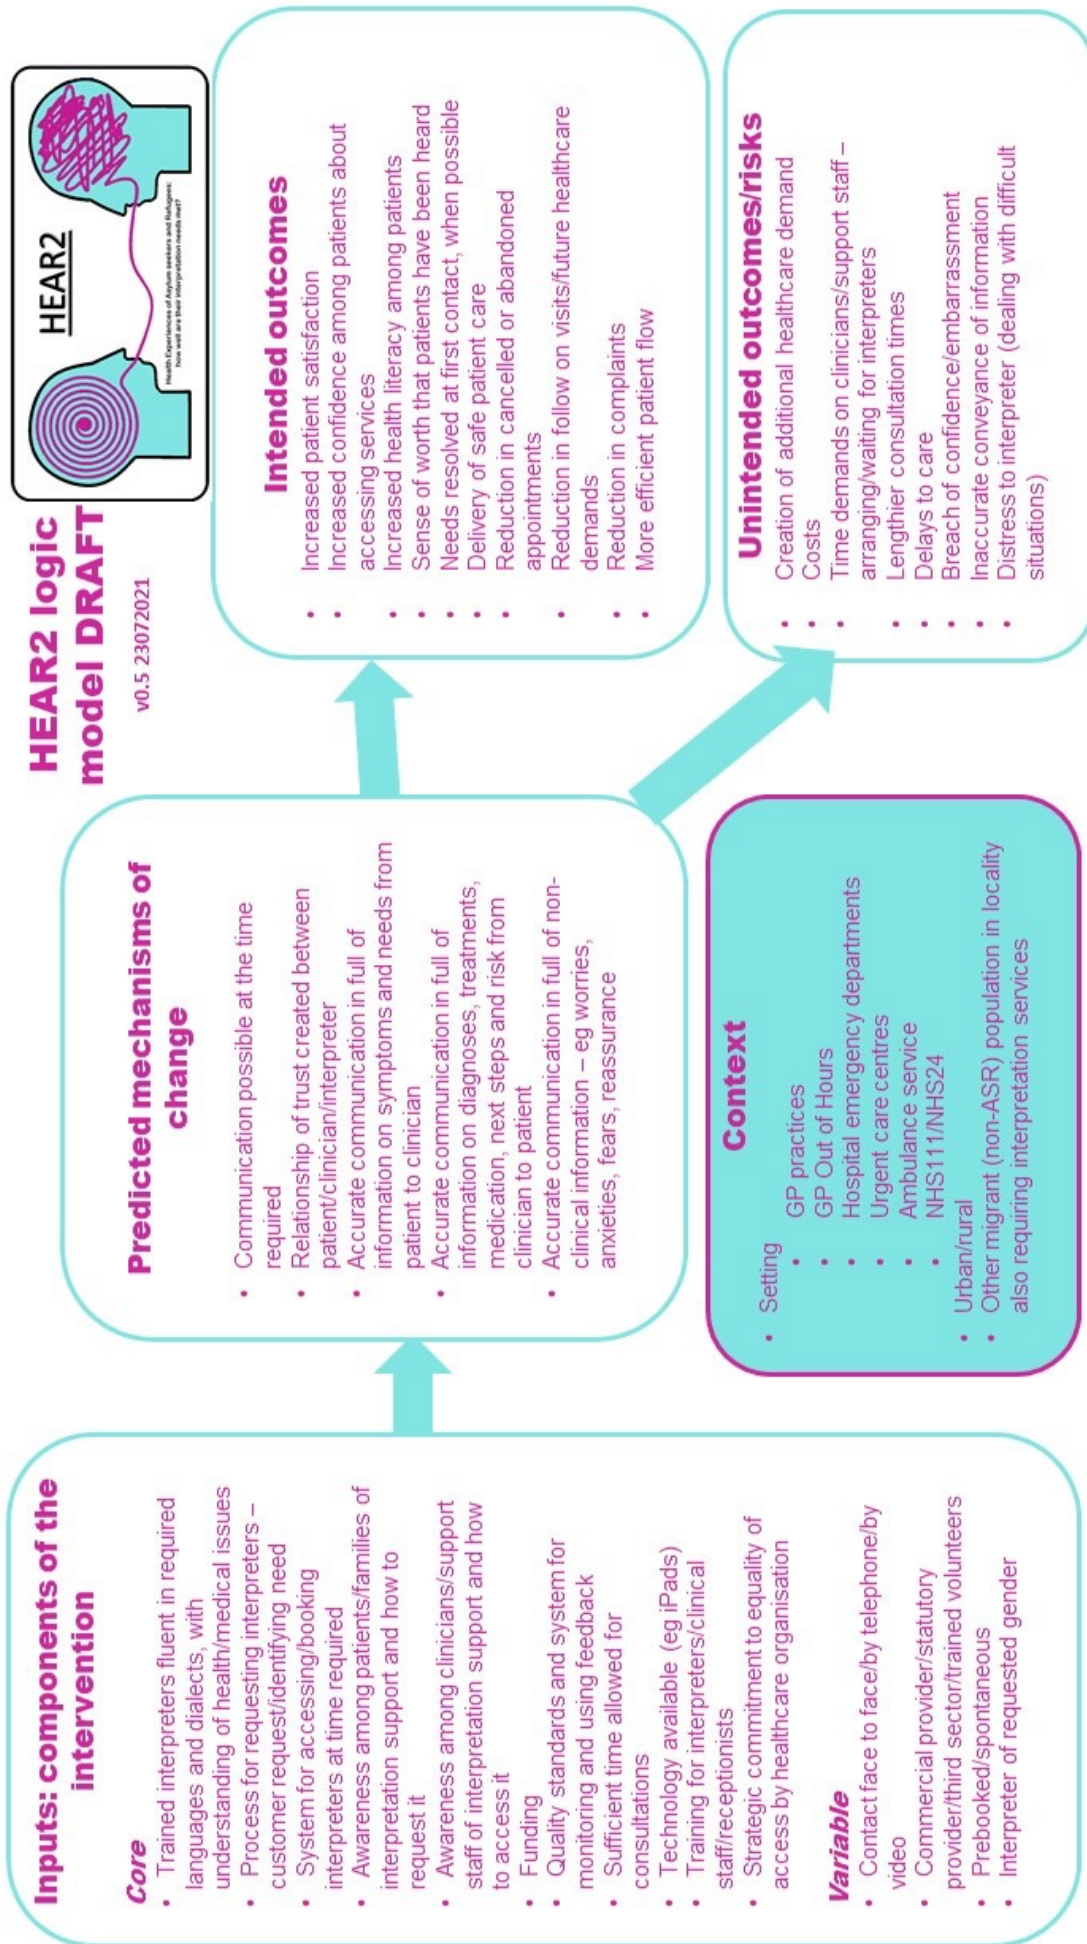 HEAR2 logic
model DRAFT
v0.5 23072021
HEAR2
Health Experiences of Asylum seekers and Refugees:
how well are their interpretation needs met?
Inputs: components of the
intervention
Core
• Trained interpreters fluent in required
languages and dialects, with
understanding of health/medical issues
• Process for requesting interpreters –
customer request/identifying need
• System for accessing/booking
interpreters at time required
• Awareness among patients/families of
interpretation support and how to
request it
• Awareness among clinicians/support
staff of interpretation support and how
to access it
• Funding
• Quality standards and system for
monitoring and using feedback
• Sufficient time allowed for
consultations
• Technology available (eg iPads)
• Training for interpreters/clinical
staff/receptionists
• Strategic commitment to equality of
access by healthcare organisation
Variable
• Contact face to face/by telephone/by
video
• Commercial provider/statutory
provider/third sector/trained volunteers
• Prebooked/spontaneous
• Interpreter of requested gender
Predicted mechanisms of
change
• Communication possible at the time
required
• Relationship of trust created between
patient/clinician/interpreter
• Accurate communication in full of
information on symptoms and needs from
patient to clinician
• Accurate communication in full of
information on diagnoses, treatments,
medication, next steps and risk from
clinician to patient
• Accurate communication in full of non-
clinical information – eg worries,
anxieties, fears, reassurance
Context
• Setting
• GP practices
• GP Out of Hours
• Hospital emergency departments
• Urgent care centres
• Ambulance service
• NHS111/NHS24
• Urban/rural
• Other migrant (non-ASR) population in locality
also requiring interpretation services
Intended outcomes
• Increased patient satisfaction
• Increased confidence among patients about
accessing services
• Increased health literacy among patients
• Sense of worth that patients have been heard
• Needs resolved at first contact, when possible
• Delivery of safe patient care
• Reduction in cancelled or abandoned
appointments
• Reduction in follow on visits/future healthcare
demands
• Reduction in complaints
• More efficient patient flow
Unintended outcomes/risks
• Creation of additional healthcare demand
• Costs
• Time demands on clinicians/support staff –
arranging/waiting for interpreters
• Lengthier consultation times
• Delays to care
• Breach of confidence/embarrassment
• Inaccurate conveyance of information
• Distress to interpreter (dealing with difficult
situations)